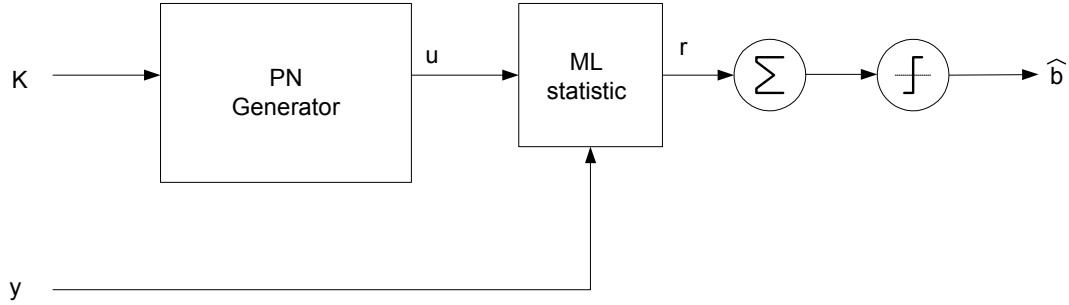 K
PN
Generator
u
ML
statistic
r
Σ
b̂
y